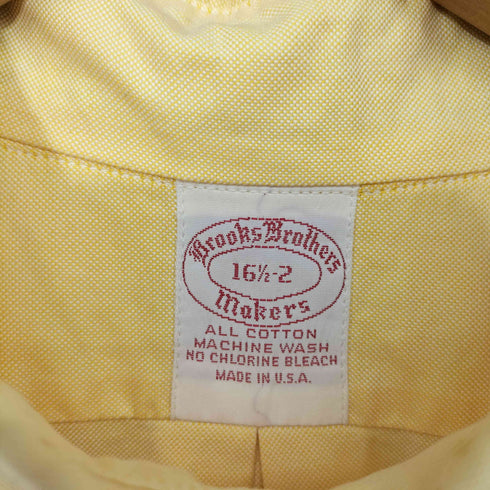 Brooks Brothers
16½-2
Makers
ALL COTTON
MACHINE WASH
NO CHLORINE BLEACH
MADE IN U.S.A.